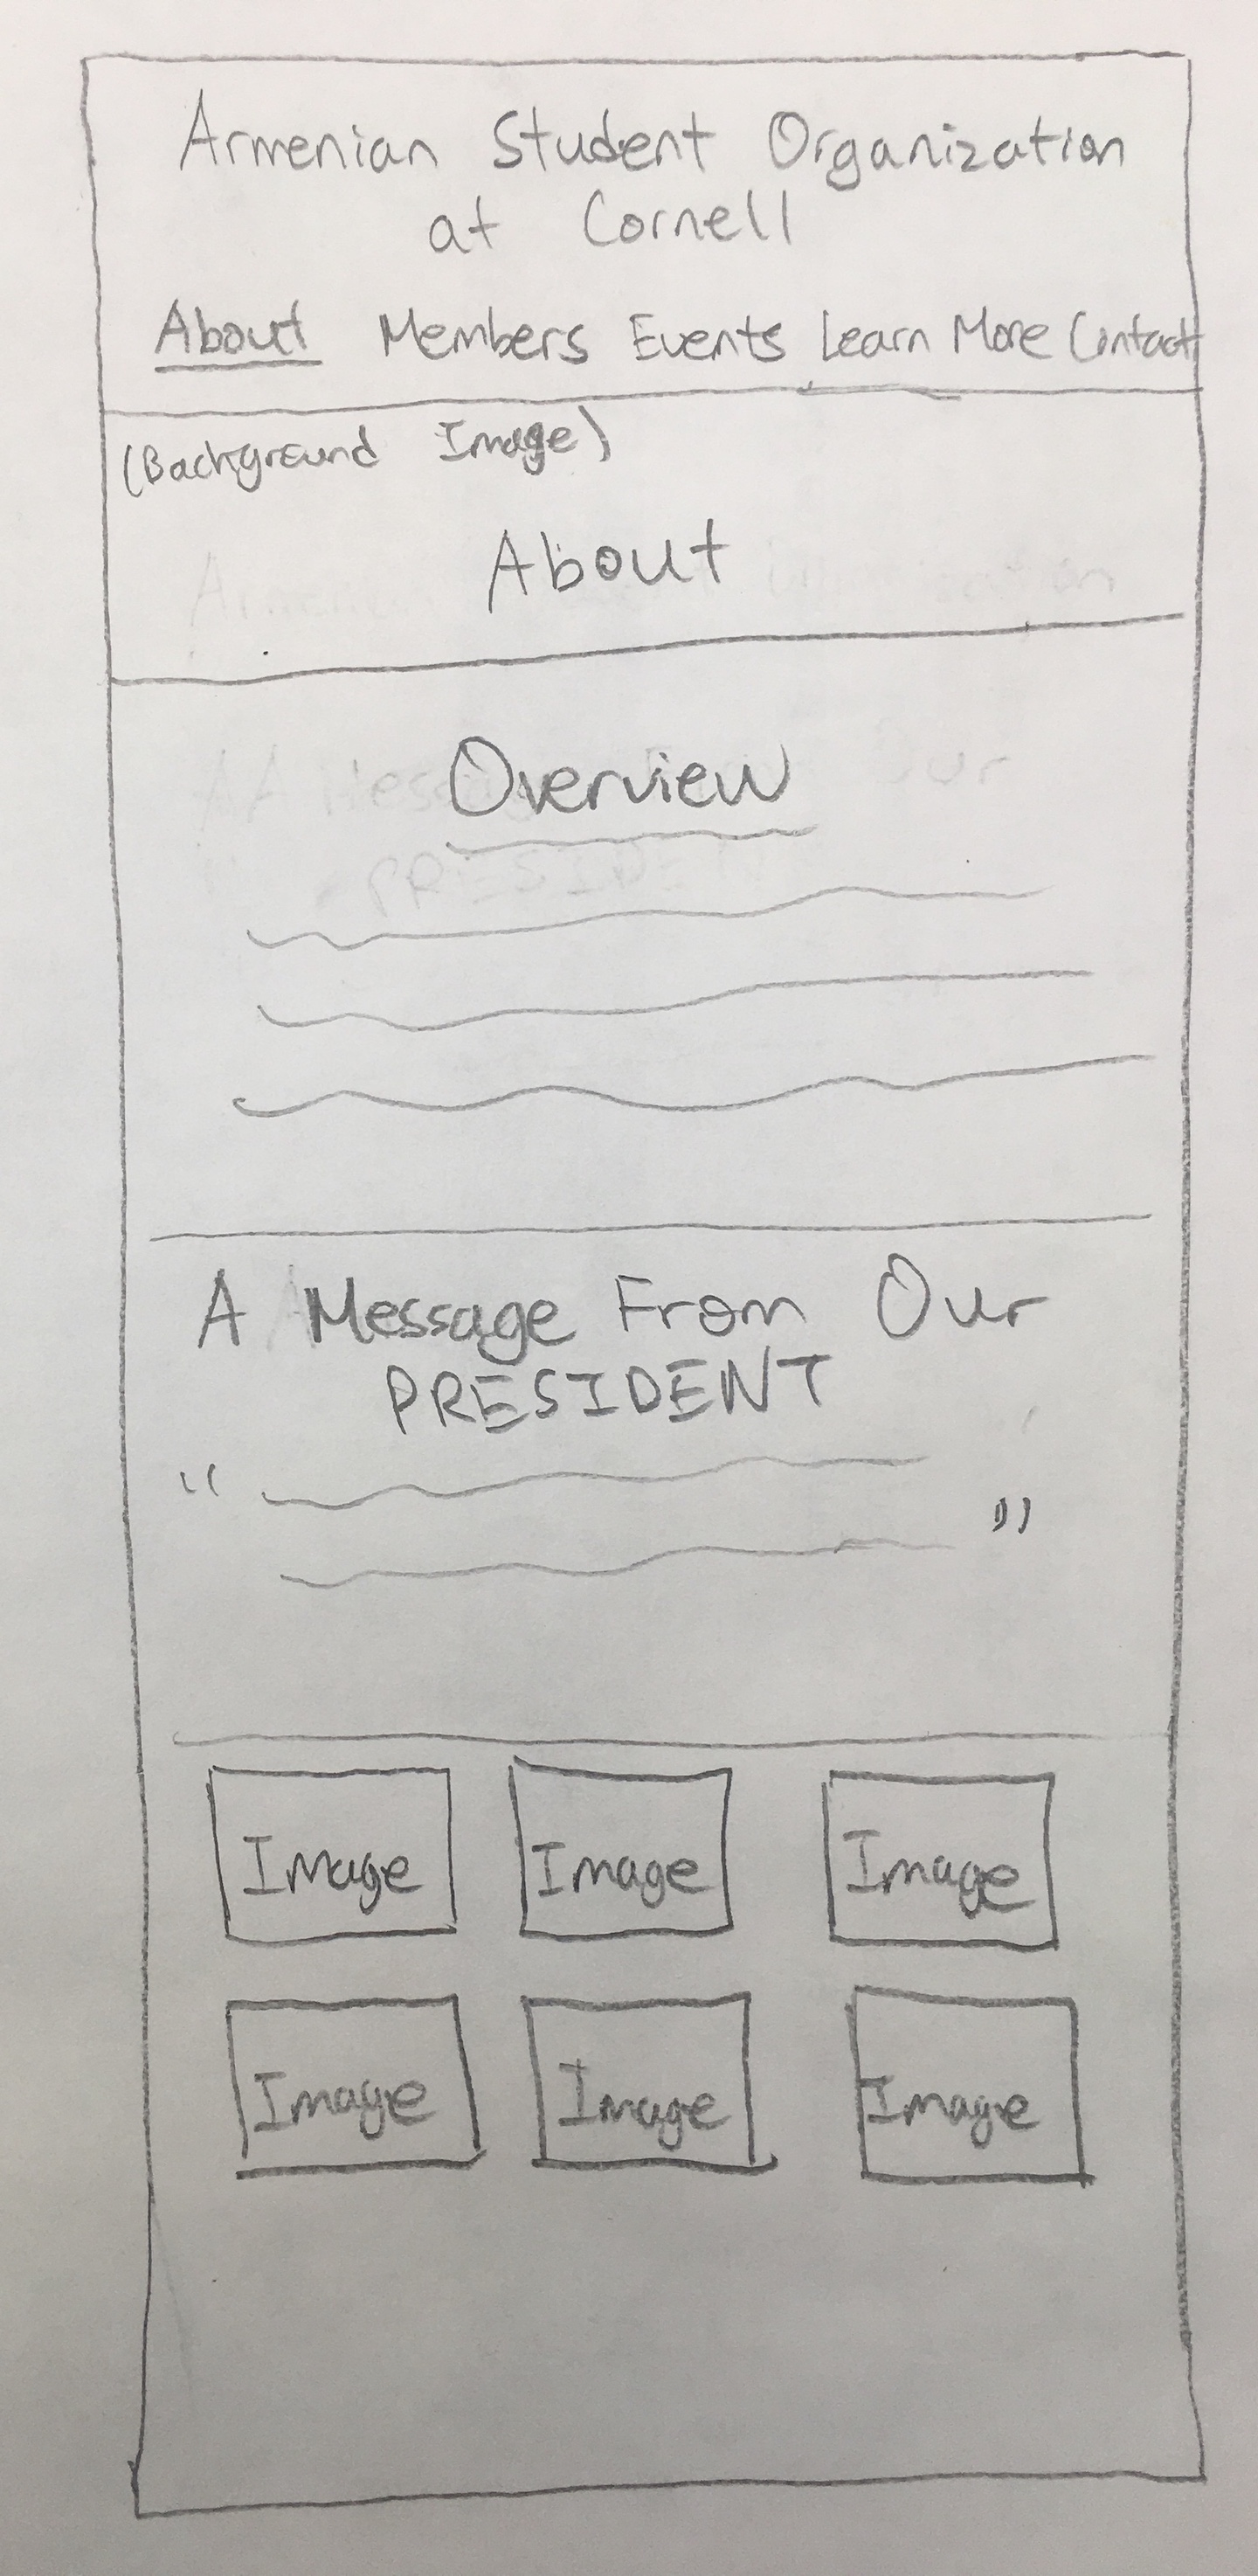 Armenian Student Organization
at Cornell
About Members Events Learn More Contact
(Background Image)
About
Overview
A Message From Our
PRESIDENT
“ ”
Image Image Image
Image Image Image